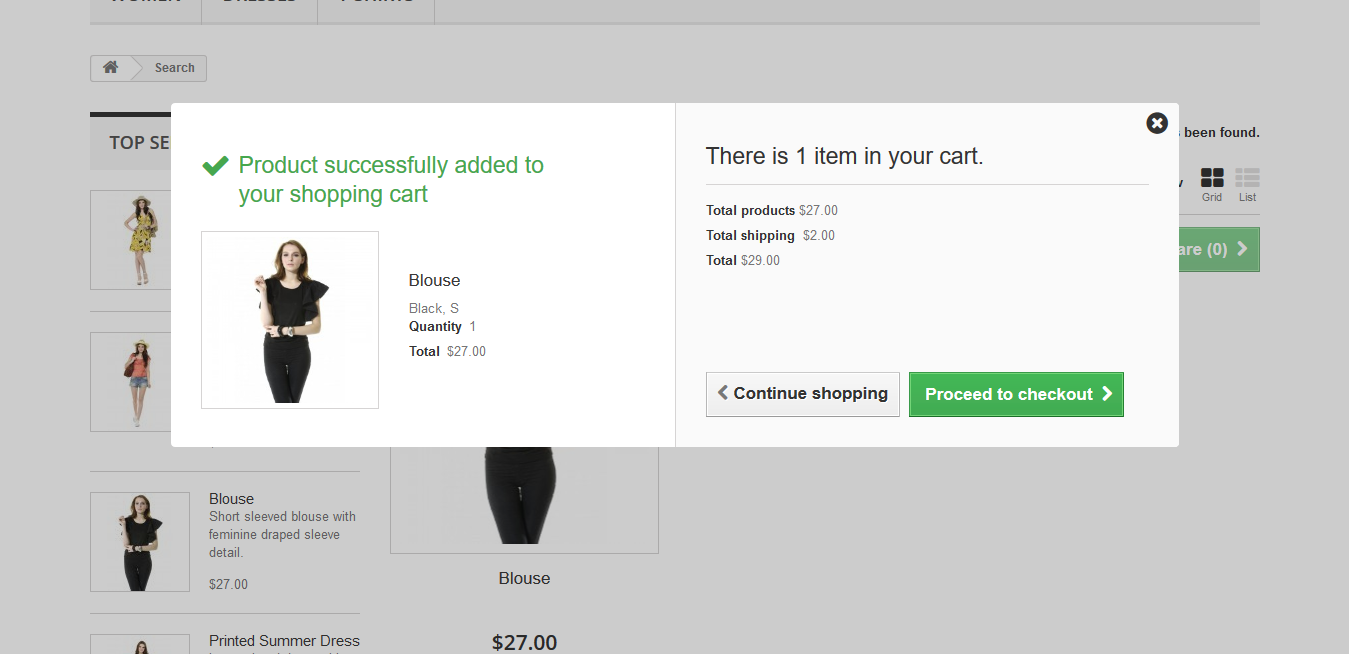 WOMEN DRESSES T-SHIRTS
Search
TOP SE
been found.
Grid List
are (0)
Product successfully added to
your shopping cart
Blouse
Black, S
Quantity 1
Total $27.00
There is 1 item in your cart.
Total products $27.00
Total shipping $2.00
Total $29.00
Continue shopping
Proceed to checkout
Blouse
Short sleeved blouse with
feminine draped sleeve
detail.
$27.00
Printed Summer Dress
Blouse
$27.00